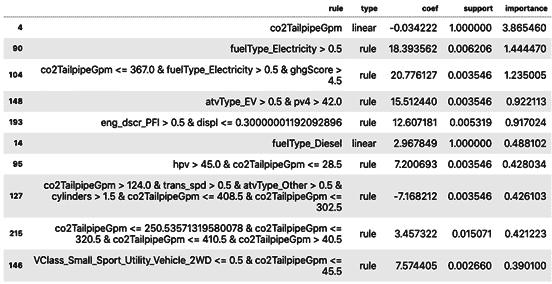 rule type coef support importance
4 co2TailpipeGpm linear -0.034222 1.000000 3.865460
90 fuelType_Electricity > 0.5 rule 18.393562 0.006206 1.444470
104 co2TailpipeGpm <= 367.0 & fuelType_Electricity > 0.5 & ghgScore >
4.5 rule 20.776127 0.003546 1.235005
148 atvType_EV > 0.5 & pv4 > 42.0 rule 15.512440 0.003546 0.922113
193 eng_dscr_PFI > 0.5 & displ <= 0.30000001192092896 rule 12.607181 0.005319 0.917024
14 fuelType_Diesel linear 2.967849 1.000000 0.488102
95 hpv > 45.0 & co2TailpipeGpm <= 28.5 rule 7.200693 0.003546 0.428034
co2TailpipeGpm > 124.0 & trans_spd > 0.5 & atvType_Other > 0.5 &
127 cylinders > 1.5 & co2TailpipeGpm <= 408.5 & co2TailpipeGpm <= rule -7.168212 0.003546 0.426103
302.5
215 co2TailpipeGpm <= 250.53571319580078 & co2TailpipeGpm <=
320.5 & co2TailpipeGpm <= 410.5 & co2TailpipeGpm > 40.5 rule 3.457322 0.015071 0.421223
146 VClass_Small_Sport_Utility_Vehicle_2WD <= 0.5 & co2TailpipeGpm <=
45.5 rule 7.574405 0.002660 0.390100